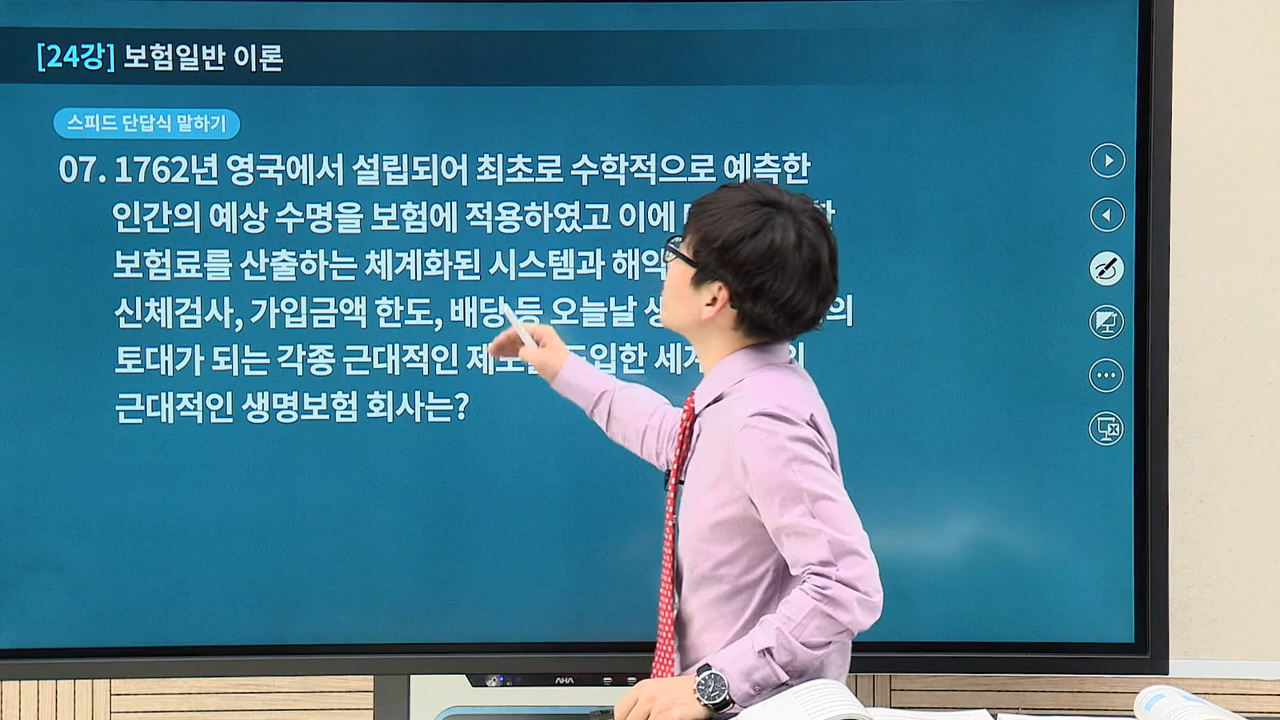 [24강] 보험일반 이론
스피드 단답식 말하기
07. 1762년 영국에서 설립되어 최초로 수학적으로 예측한
인간의 예상 수명을 보험에 적용하였고 이에
보험료를 산출하는 체계화된 시스템과
신체검사, 가입금액 한도, 배당 등 오늘날
토대가 되는 각종 근대적인
근대적인 생명보험 회사는?
AHA